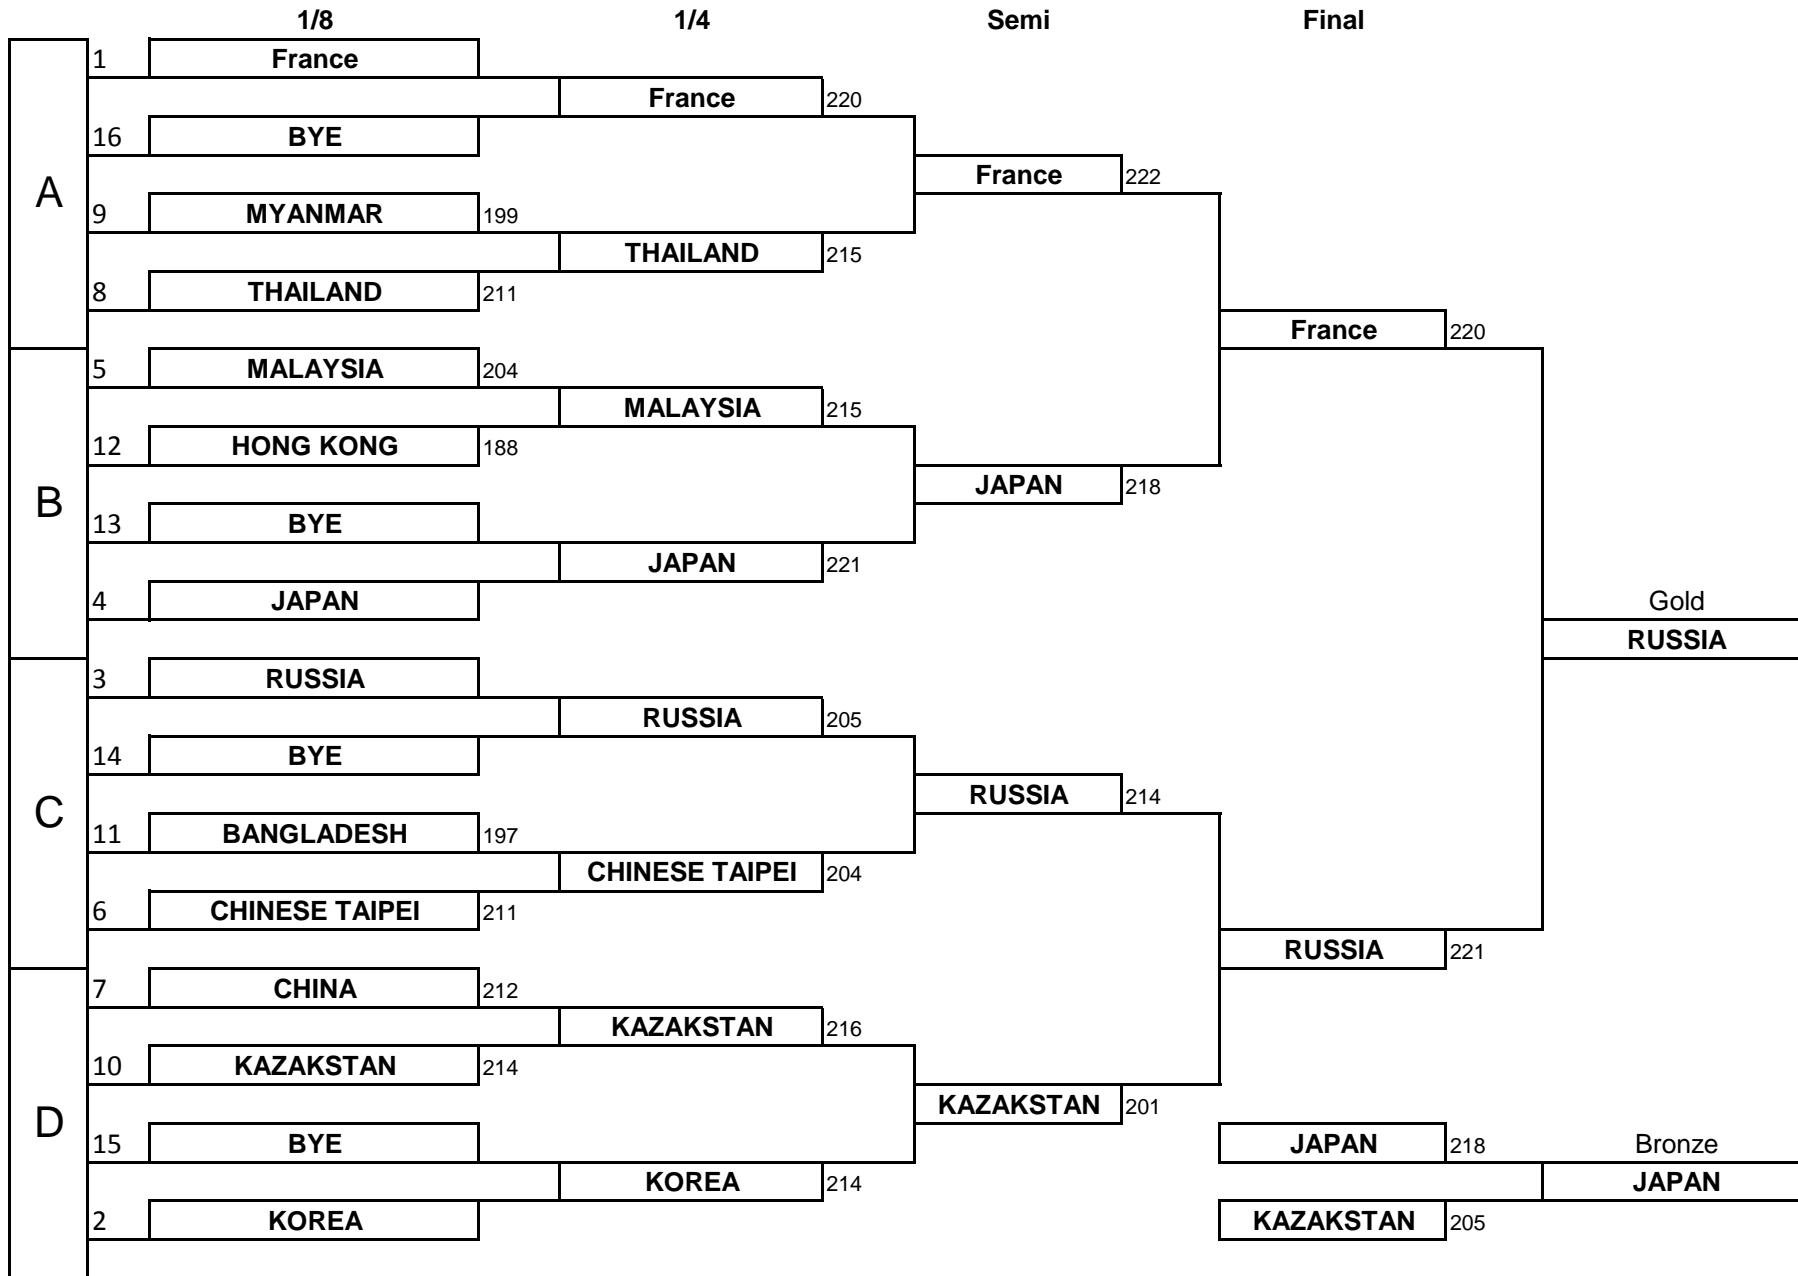 1/8 1/4 Semi Final
1 France
France 220
16 BYE
France 222
A
9 MYANMAR 199
THAILAND 215
8 THAILAND 211
France 220
5 MALAYSIA 204
MALAYSIA 215
12 HONG KONG 188
JAPAN 218
B
13 BYE
JAPAN 221
4 JAPAN
Gold
RUSSIA
3 RUSSIA
RUSSIA 205
14 BYE
RUSSIA 214
C
11 BANGLADESH 197
CHINESE TAIPEI 204
6 CHINESE TAIPEI 211
RUSSIA 221
7 CHINA 212
KAZAKSTAN 216
10 KAZAKSTAN 214
KAZAKSTAN 201
D
15 BYE
JAPAN 218 Bronze
KOREA 214
JAPAN
2 KOREA
KAZAKSTAN 205